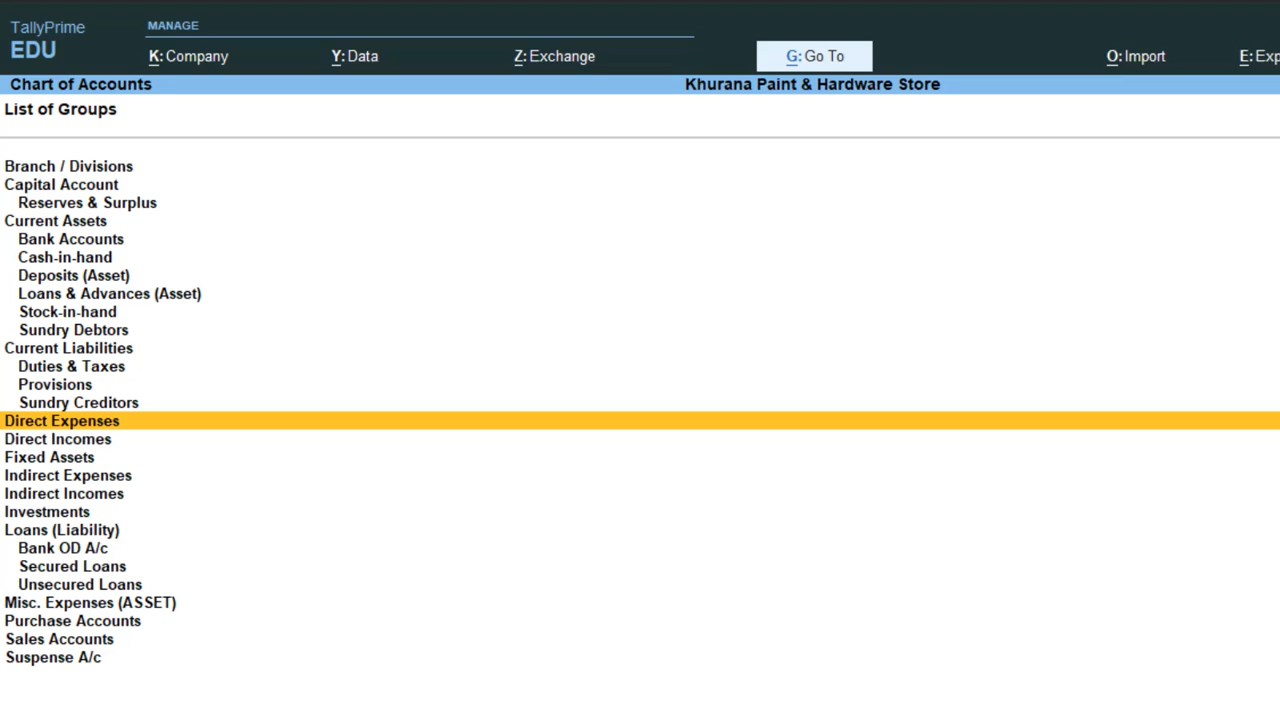 TallyPrime
EDU
MANAGE
K: Company Y: Data Z: Exchange G: Go To O: Import E: Exp
Chart of Accounts Khurana Paint & Hardware Store
List of Groups
Branch / Divisions
Capital Account
Reserves & Surplus
Current Assets
Bank Accounts
Cash-in-hand
Deposits (Asset)
Loans & Advances (Asset)
Stock-in-hand
Sundry Debtors
Current Liabilities
Duties & Taxes
Provisions
Sundry Creditors
Direct Expenses
Direct Incomes
Fixed Assets
Indirect Expenses
Indirect Incomes
Investments
Loans (Liability)
Bank OD A/c
Secured Loans
Unsecured Loans
Misc. Expenses (ASSET)
Purchase Accounts
Sales Accounts
Suspense A/c